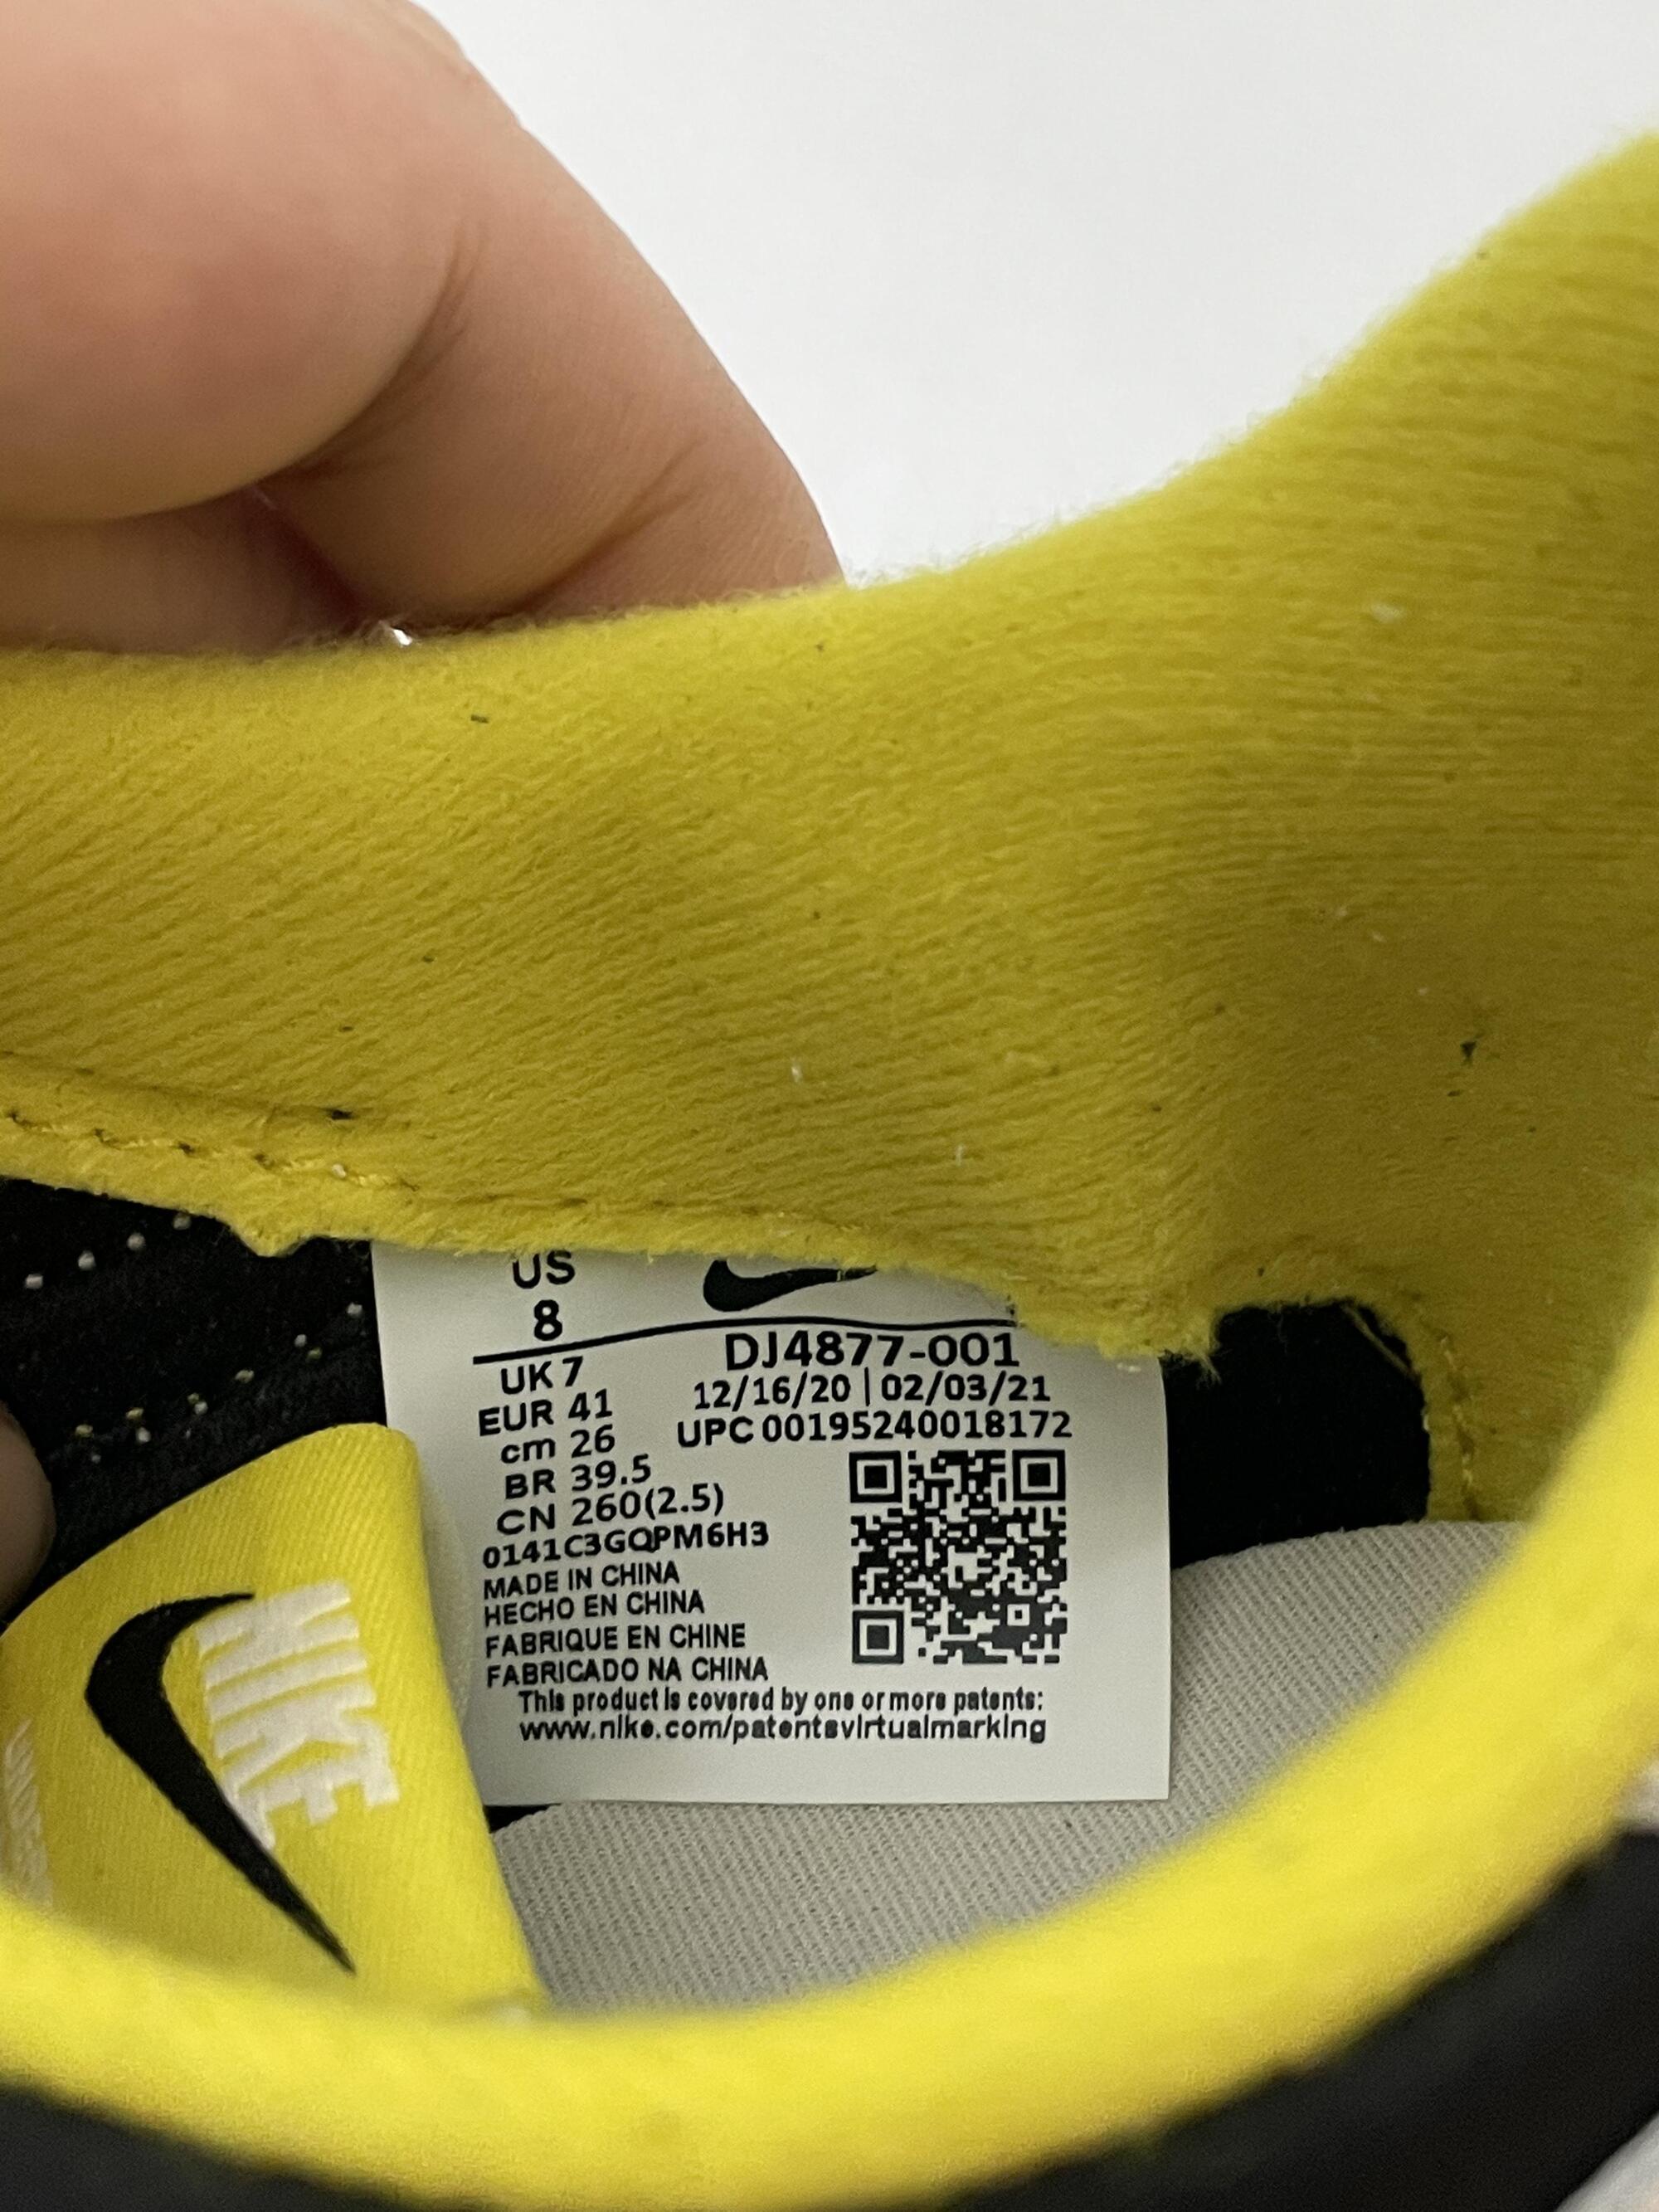 US
8
UK 7
EUR 41
cm 26
BR 39.5
CN 260(2.5)
DJ4877-001
12/16/20 | 02/03/21
UPC 00195240018172
0141C3GQPM6H3
MADE IN CHINA
HECHO EN CHINA
FABRIQUE EN CHINE
FABRICADO NA CHINA
This product is covered by one or more patents:
www.nike.com/patentsvirtualmarking
NIKE